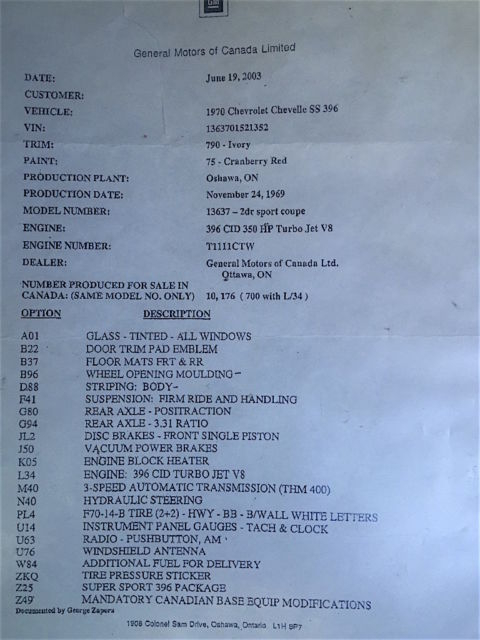 GM
General Motors of Canada Limited
DATE: June 19, 2003
CUSTOMER:
VEHICLE: 1970 Chevrolet Chevelle SS 396
VIN: 1363701521352
TRIM: 790 - Ivory
PAINT: 75 - Cranberry Red
PRODUCTION PLANT: Oshawa, ON
PRODUCTION DATE: November 24, 1969
MODEL NUMBER: 13637 – 2dr sport coupe
ENGINE: 396 CID 350 HP Turbo Jet V8
ENGINE NUMBER: T1111CTW
DEALER: General Motors of Canada Ltd.
Ottawa, ON
NUMBER PRODUCED FOR SALE IN
CANADA: (SAME MODEL NO. ONLY) 10, 176 ( 700 with L/34 )
OPTION DESCRIPTION
A01 GLASS - TINTED - ALL WINDOWS
B22 DOOR TRIM PAD EMBLEM
B37 FLOOR MATS FRT & RR
B96 WHEEL OPENING MOULDING -
D88 STRIPING: BODY-
F41 SUSPENSION: FIRM RIDE AND HANDLING
G80 REAR AXLE - POSITRACTION
G94 REAR AXLE - 3.31 RATIO
JL2 DISC BRAKES - FRONT SINGLE PISTON
J50 VACUUM POWER BRAKES
K05 ENGINE BLOCK HEATER
L34 ENGINE: 396 CID TURBO JET V8
M40 3-SPEED AUTOMATIC TRANSMISSION (THM 400)
N40 HYDRAULIC STEERING
PL4 F70-14-B TIRE (2+2) - HWY - BB - B/WALL WHITE LETTERS
U14 INSTRUMENT PANEL GAUGES - TACH & CLOCK
U63 RADIO - PUSHBUTTON, AM
U76 WINDSHIELD ANTENNA
W84 ADDITIONAL FUEL FOR DELIVERY
ZKQ TIRE PRESSURE STICKER
Z25 SUPER SPORT 396 PACKAGE
Z49 MANDATORY CANADIAN BASE EQUIP MODIFICATIONS
Documented by George Zapora
1908 Colonel Sam Drive, Oshawa, Ontario L1H 8P7